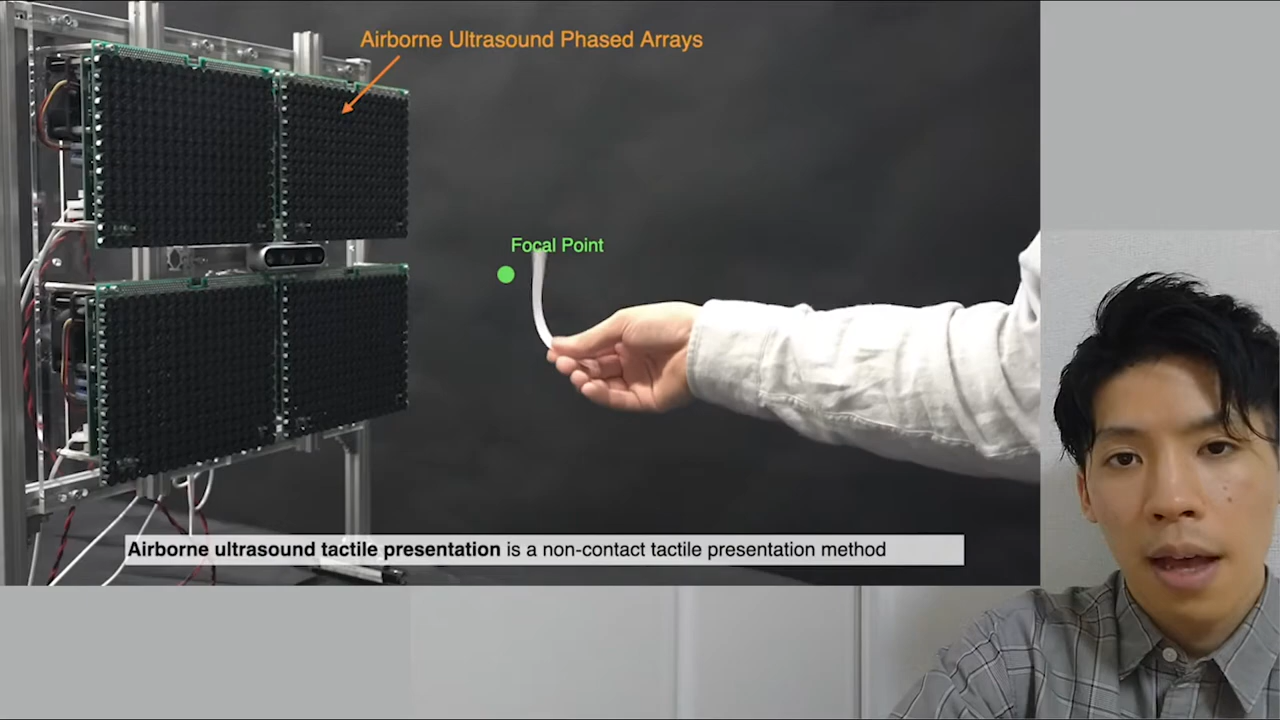 Airborne Ultrasound Phased Arrays
Focal Point
Airborne ultrasound tactile presentation is a non-contact tactile presentation method